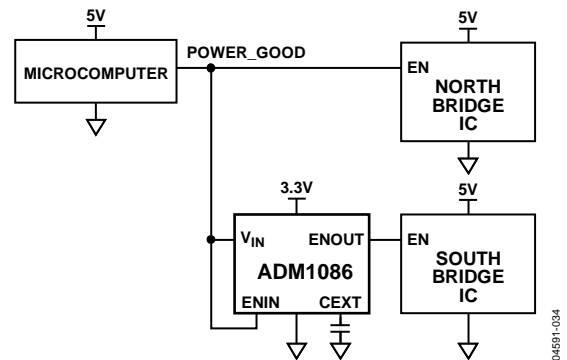 5V
MICROCOMPUTER
POWER_GOOD
5V
EN
NORTH
BRIDGE
IC
3.3V
VIN
ENOUT
ADM1086
ENIN
CEXT
5V
EN
SOUTH
BRIDGE
IC
04591-034